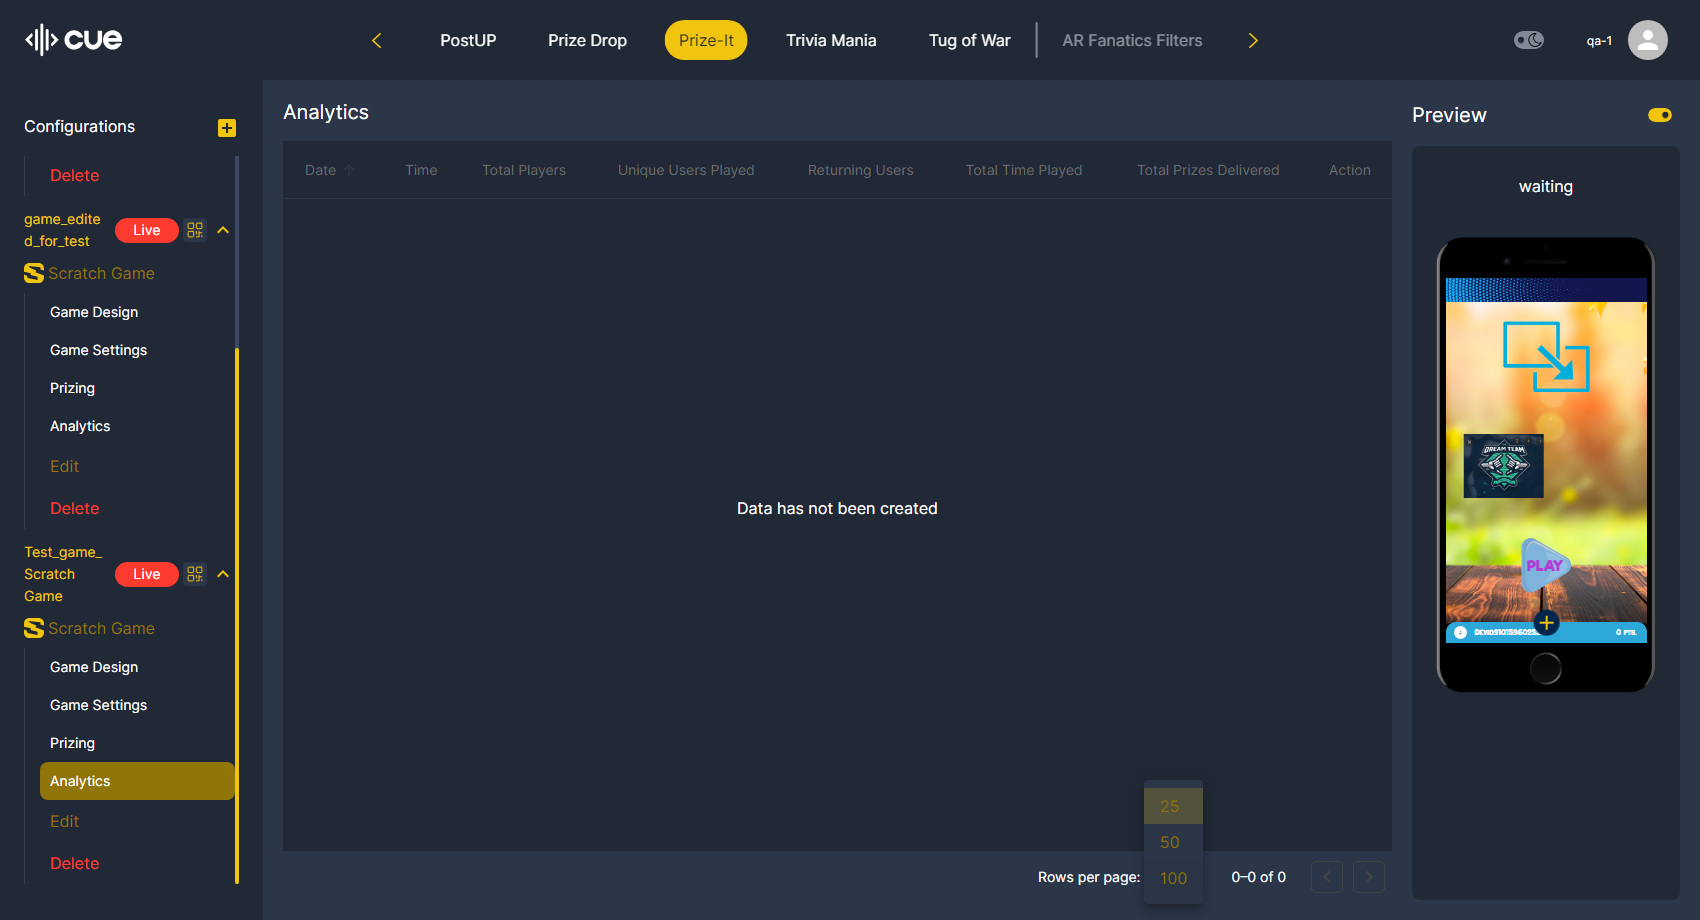 cue
PostUP
Prize Drop
Prize-It
Trivia Mania
Tug of War
AR Fanatics Filters
qa-1
Configurations
Delete
game_edite
d_for_test
Live
Scratch Game
Game Design
Game Settings
Prizing
Analytics
Edit
Delete
Test_game_
Scratch
Game
Live
Scratch Game
Game Design
Game Settings
Prizing
Analytics
Edit
Delete
Analytics
Date
Time
Total Players
Unique Users Played
Returning Users
Total Time Played
Total Prizes Delivered
Action
Data has not been created
25
50
100
Rows per page:
0–0 of 0
Preview
waiting
DREAM TEAM
PLAY
0 PTS.